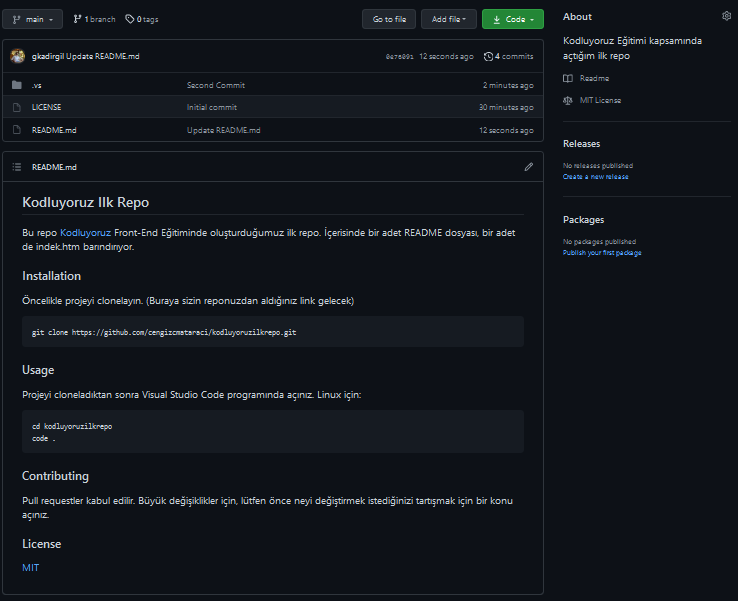 main
1 branch
0 tags
Go to file
Add file
Code
gkadirgil Update README.md
12 seconds ago
4 commits
.vs
Second Commit
2 minutes ago
LICENSE
Initial commit
30 minutes ago
README.md
Update README.md
12 seconds ago
README.md
Kodluyoruz Ilk Repo
Bu repo Kodluyoruz Front-End Eğitiminde oluşturduğumuz ilk repo. İçerisinde bir adet README dosyası, bir adet
de indek.htm barındırıyor.
Installation
Öncelikle projeyi clonelayın. (Buraya sizin reponuzdan aldığınız link gelecek)
git clone https://github.com/cengizcmataraci/kodluyoruzilkrepo.git
Usage
Projeyi cloneladıktan sonra Visual Studio Code programında açınız. Linux için:
cd kodluyoruzilkrepo
code .
Contributing
Pull requestler kabul edilir. Büyük değişiklikler için, lütfen önce neyi değiştirmek istediğinizi tartışmak için bir konu
açınız.
License
MIT
About
Kodluyoruz Eğitimi kapsamında
açtığım ilk repo
Readme
MIT License
Releases
No releases published
Create a new release
Packages
No packages published
Publish your first package